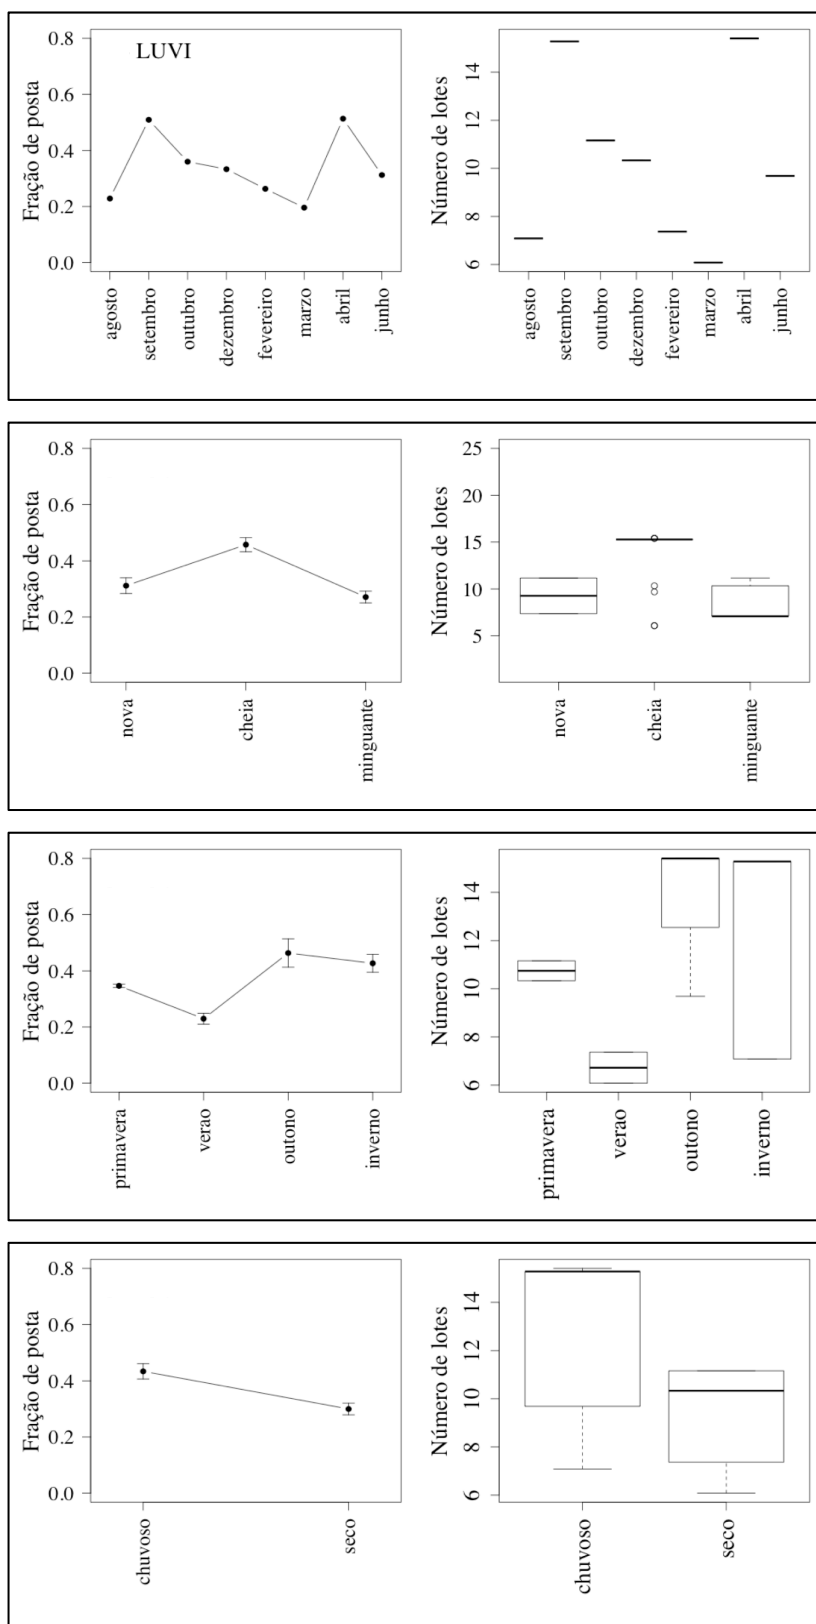 LUVI
Fração de posta
0.8
0.6
0.4
0.2
0.0
agosto
setembro
outubro
dezembro
fevereiro
marzo
abril
junho
Número de lotes
14
12
10
8
6
agosto
setembro
outubro
dezembro
fevereiro
marzo
abril
junho
Fração de posta
0.8
0.6
0.4
0.2
0.0
nova
cheia
minguante
Número de lotes
25
20
15
10
5
nova
cheia
minguante
Fração de posta
0.8
0.6
0.4
0.2
0.0
primavera
verao
outono
inverno
Número de lotes
14
12
10
8
6
primavera
verao
outono
inverno
Fração de posta
0.8
0.6
0.4
0.2
0.0
chuvoso
seco
Número de lotes
14
12
10
8
6
chuvoso
seco